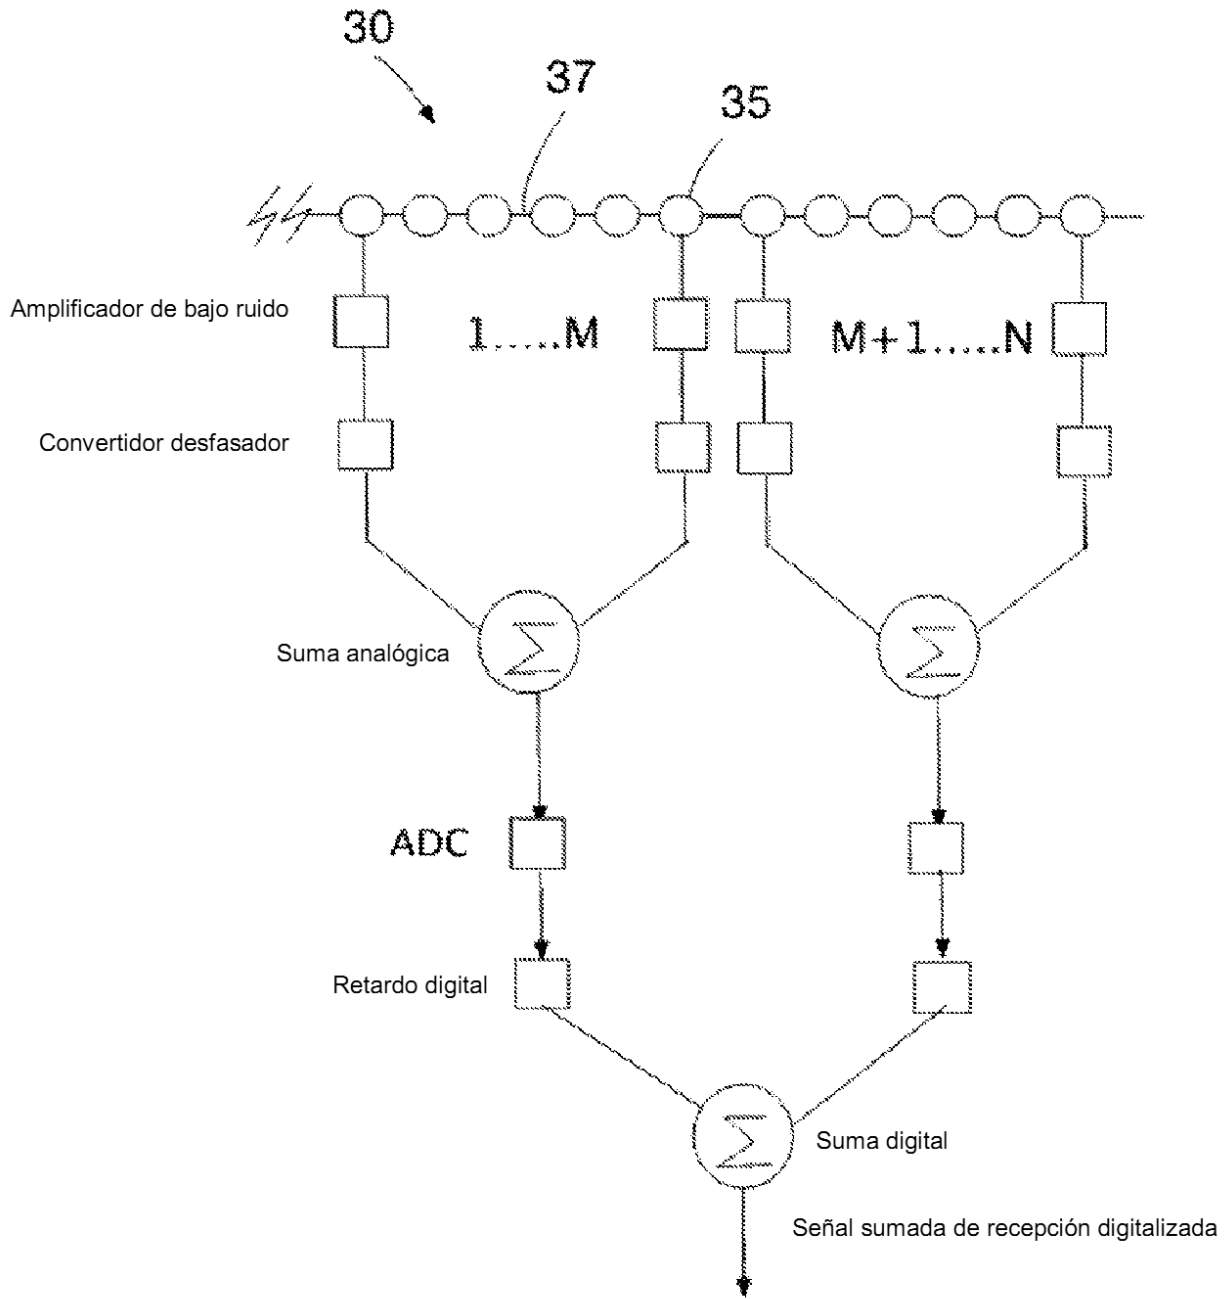 30
37
35
Amplificador de bajo ruido
1.....M
M+1.....N
Convertidor desfasador
Σ
Σ
Suma analógica
ADC
Retardo digital
Σ
Suma digital
Señal sumada de recepción digitalizada